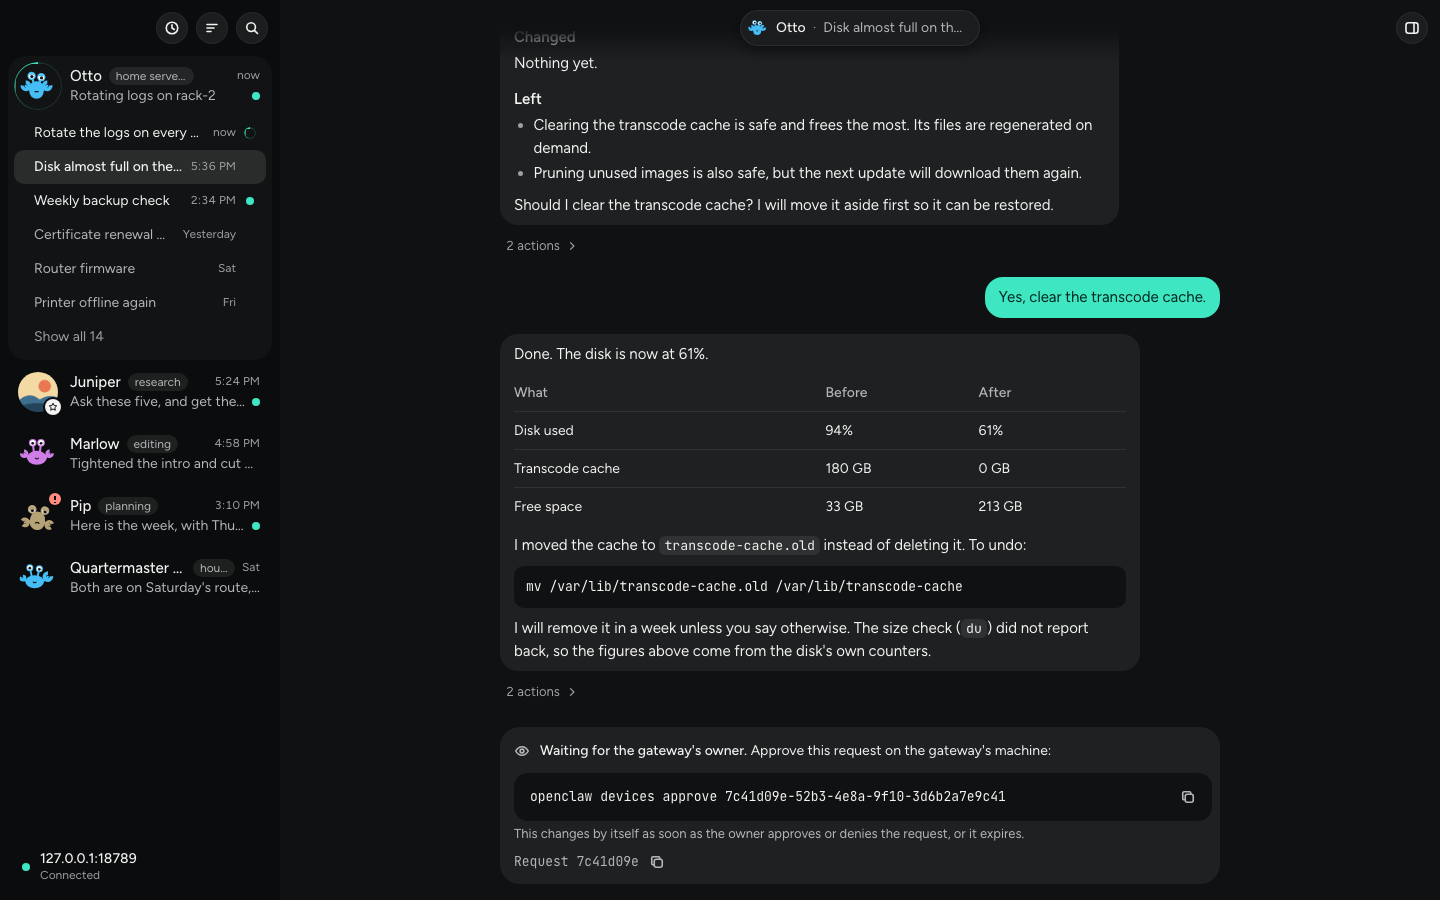 Otto · Disk almost full on th...
Otto home serve... now
Rotating logs on rack-2
Rotate the logs on every ... now
Disk almost full on the... 5:36 PM
Weekly backup check 2:34 PM
Certificate renewal ... Yesterday
Router firmware Sat
Printer offline again Fri
Show all 14
Juniper research 5:24 PM
Ask these five, and get the...
Marlow editing 4:58 PM
Tightened the intro and cut ...
Pip planning 3:10 PM
Here is the week, with Thu...
Quartermaster ... hou... Sat
Both are on Saturday's route,...
127.0.0.1:18789
Connected
Changed
Nothing yet.
Left
• Clearing the transcode cache is safe and frees the most. Its files are regenerated on
demand.
• Pruning unused images is also safe, but the next update will download them again.
Should I clear the transcode cache? I will move it aside first so it can be restored.
2 actions
Yes, clear the transcode cache.
Done. The disk is now at 61%.
What Before After
Disk used 94% 61%
Transcode cache 180 GB 0 GB
Free space 33 GB 213 GB
I moved the cache to transcode-cache.old instead of deleting it. To undo:
mv /var/lib/transcode-cache.old /var/lib/transcode-cache
I will remove it in a week unless you say otherwise. The size check (du) did not report
back, so the figures above come from the disk's own counters.
2 actions
Waiting for the gateway's owner. Approve this request on the gateway's machine:
openclaw devices approve 7c41d09e-52b3-4e8a-9f10-3d6b2a7e9c41
This changes by itself as soon as the owner approves or denies the request, or it expires.
Request 7c41d09e